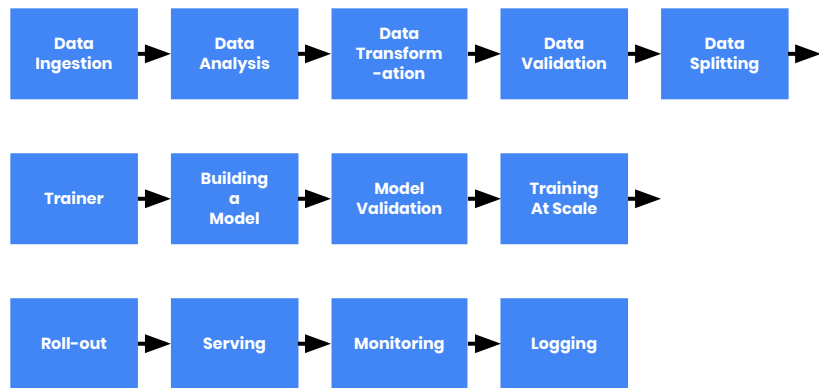 Data
Ingestion
Data
Analysis
Data
Transform
-ation
Data
Validation
Data
Splitting
Trainer
Building
a
Model
Model
Validation
Training
At Scale
Roll-out
Serving
Monitoring
Logging